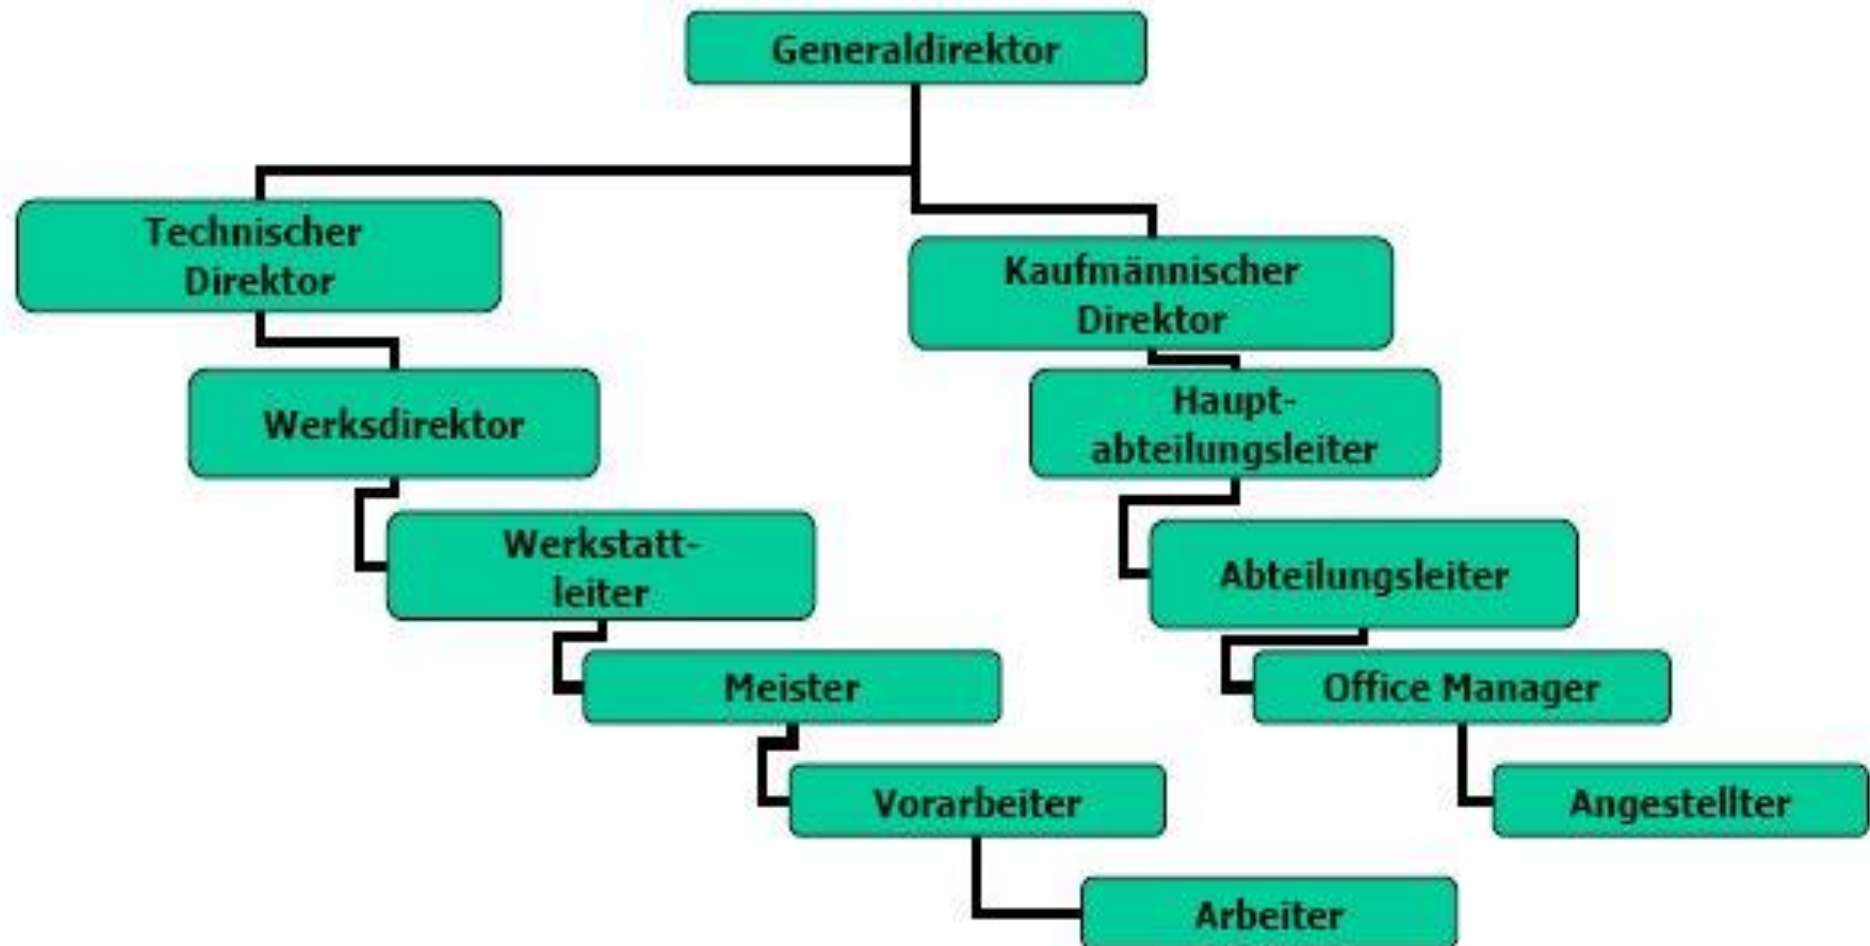 Generaldirektor
Technischer
Direktor
Kaufmännischer
Direktor
Werksdirektor
Haupt-
abteilungsleiter
Werkstatt-
leiter
Abteilungsleiter
Meister
Office Manager
Vorarbeiter
Angestellter
Arbeiter